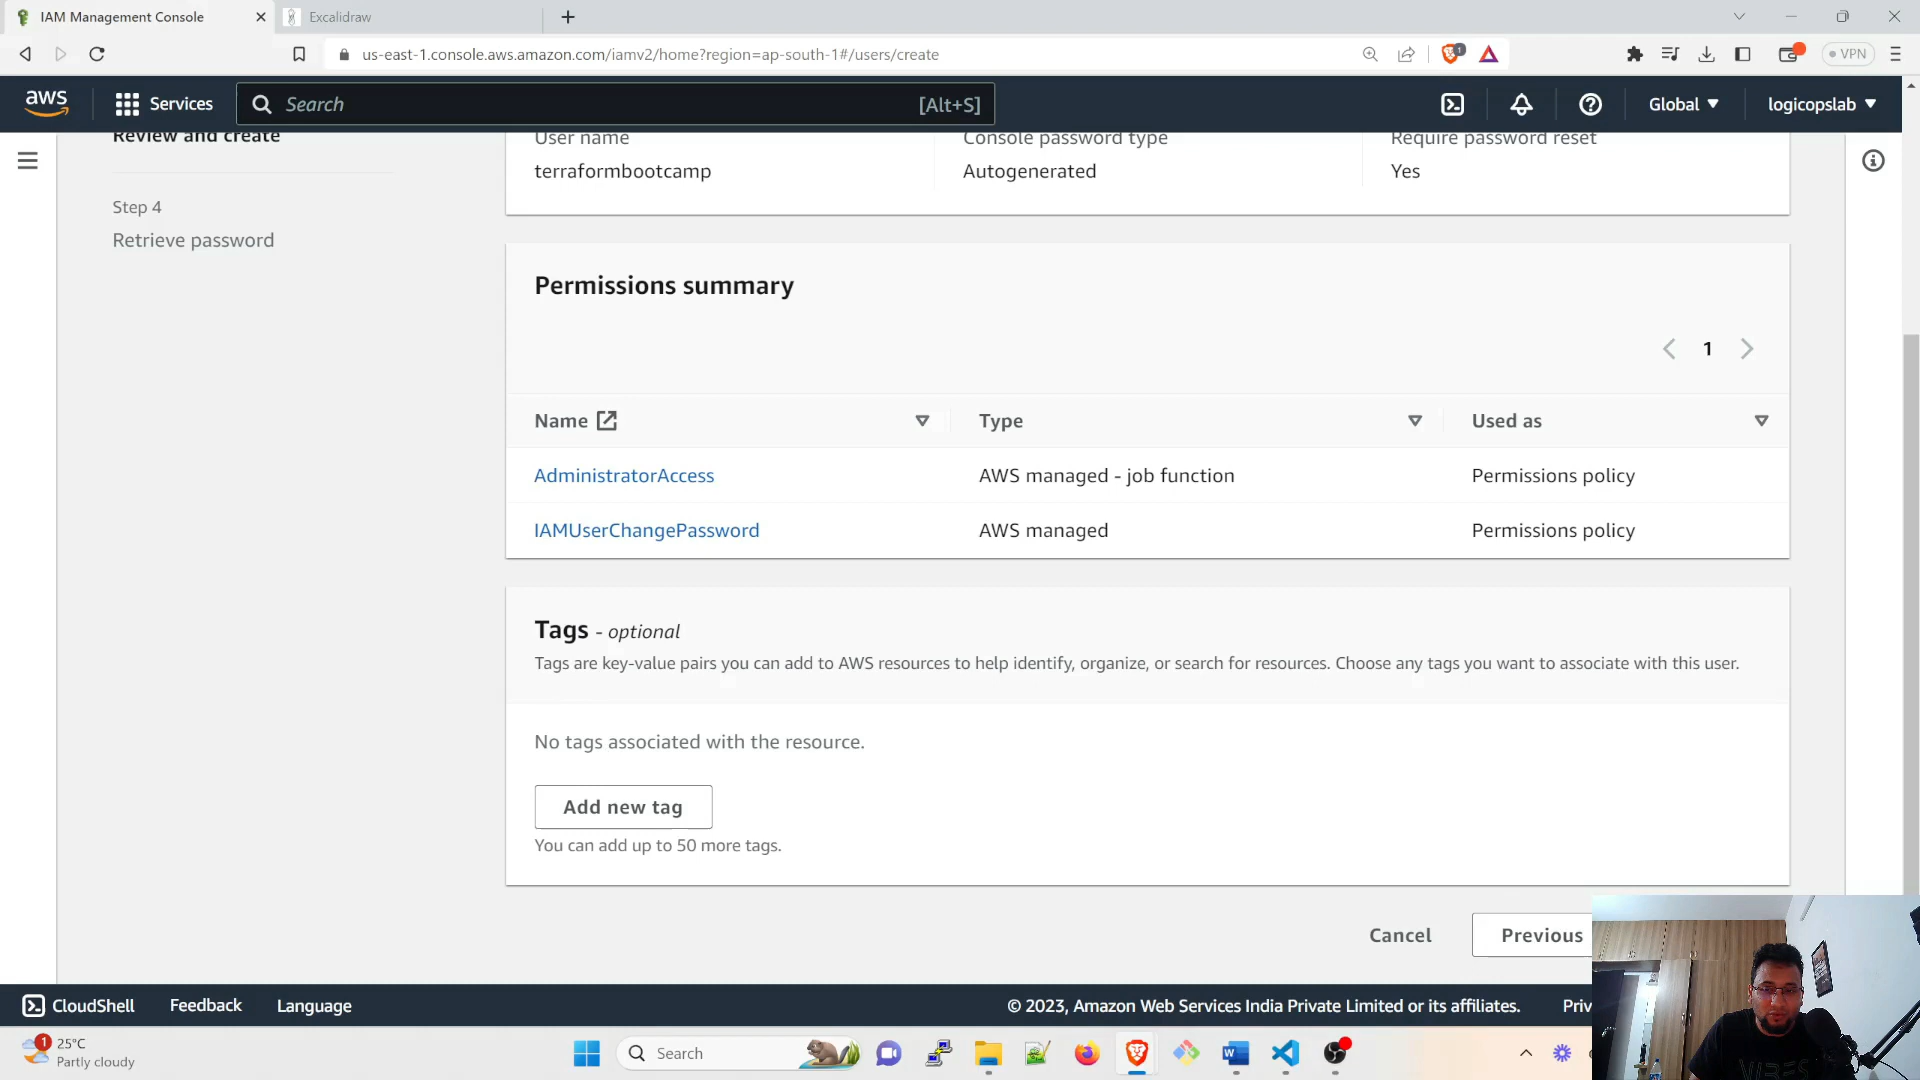 IAM Management Console
Excalidraw
us-east-1.console.aws.amazon.com/iamv2/home?region=ap-south-1#/users/create
1
VPN
aws
Services
Search
[Alt+S]
Global
logicopslab
Review and create
Step 4
Retrieve password
User name
Console password type
Require password reset
terraformbootcamp
Autogenerated
Yes
Permissions summary
1
Name
Type
Used as
AdministratorAccess
AWS managed - job function
Permissions policy
IAMUserChangePassword
AWS managed
Permissions policy
Tags - optional
Tags are key-value pairs you can add to AWS resources to help identify, organize, or search for resources. Choose any tags you want to associate with this user.
No tags associated with the resource.
Add new tag
You can add up to 50 more tags.
Cancel
Previous
CloudShell
Feedback
Language
© 2023, Amazon Web Services India Private Limited or its affiliates.
Priv
1
25°C
Partly cloudy
Search
VIBES